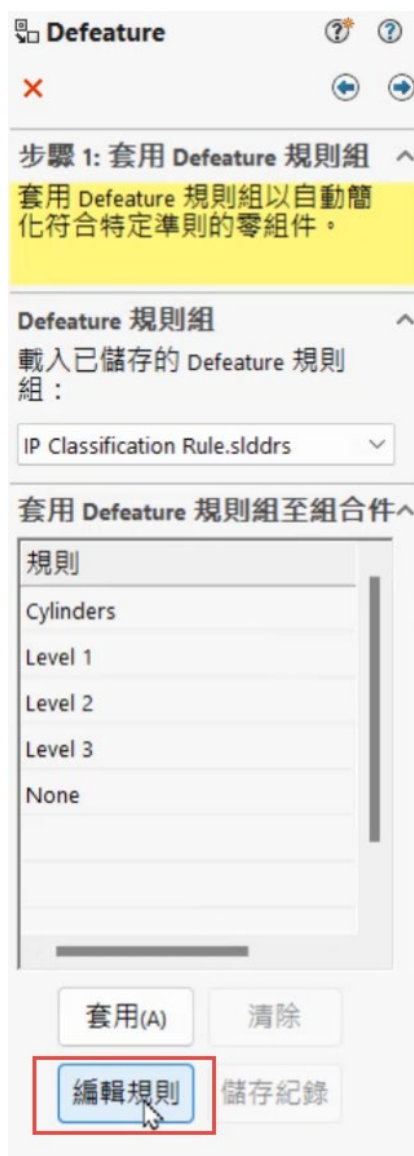 Defeature
步驟 1: 套用 Defeature 規則組
套用 Defeature 規則組以自動簡
化符合特定準則的零組件。
Defeature 規則組
載入已儲存的 Defeature 規則
組：
IP Classification Rule.slddrs
套用 Defeature 規則組至組合件
規則
Cylinders
Level 1
Level 2
Level 3
None
套用(A)
清除
編輯規則
儲存紀錄